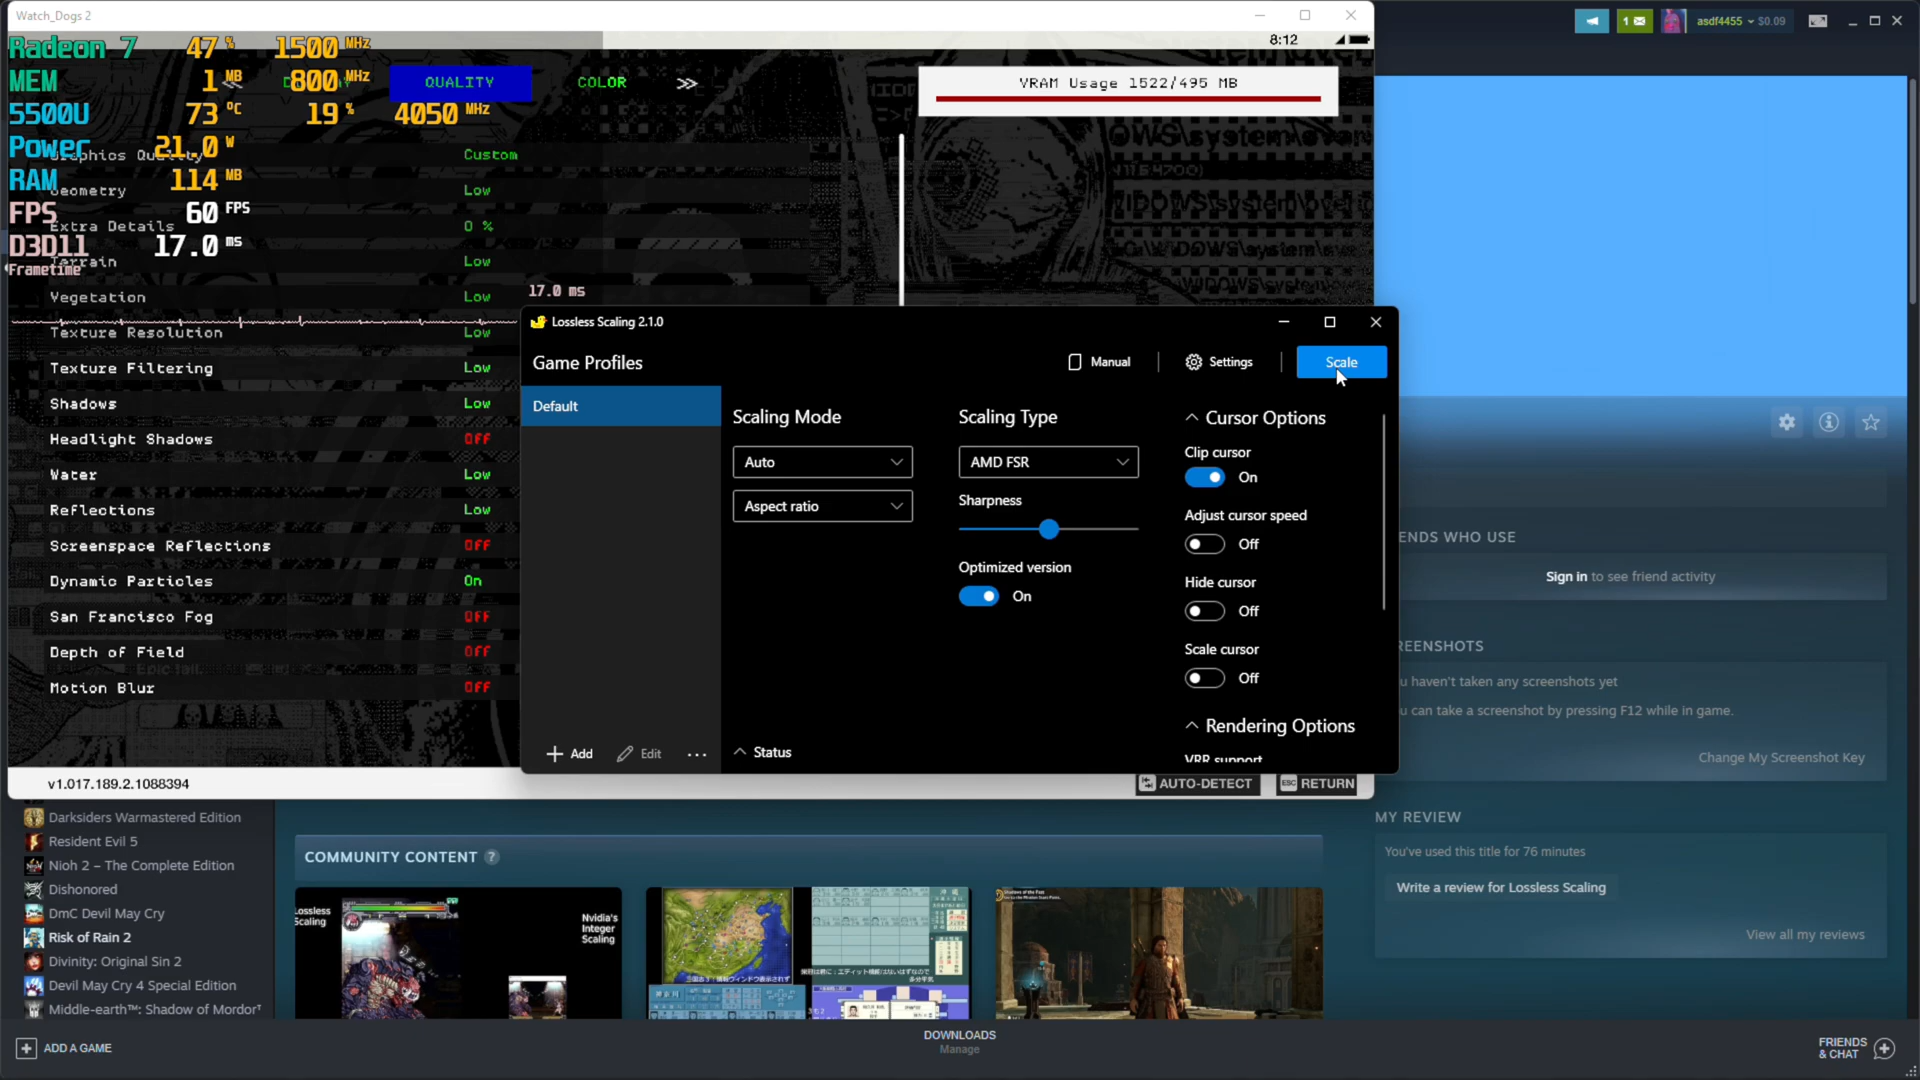 Watch_Dogs 2
asdf4455
$0.09
1
Radeon 7 47 % 1500 MHz
8:12
MEM 1 MB 800 MHz
QUALITY
COLOR
>>
VRAM Usage 1522/495 MB
5500U 73 °C 19 % 4050 MHz
Power 21.0 W
Graphics Quality
Custom
RAM 114 MB
Geometry
Low
FPS 60 FPS
Extra Details
0 %
D3D11 17.0 ms
Terrain
Low
Frametime
17.0 ms
Vegetation
Low
Texture Resolution
Low
Texture Filtering
Low
Shadows
Low
Headlight Shadows
Off
Water
Low
Reflections
Low
Screenspace Reflections
Off
Dynamic Particles
On
San Francisco Fog
Off
Depth of Field
Off
Motion Blur
Off
v1.017.189.2.1088394
AUTO-DETECT
ESC RETURN
Lossless Scaling 2.1.0
Game Profiles
Manual
Settings
Scale
Default
Scaling Mode
Auto
Aspect ratio
Scaling Type
AMD FSR
Sharpness
Optimized version
On
Cursor Options
Clip cursor
On
Adjust cursor speed
Off
Hide cursor
Off
Scale cursor
Off
Rendering Options
VRR support
Add
Edit
...
Status
ENDS WHO USE
Sign in to see friend activity
REENSHOTS
u haven't taken any screenshots yet
u can take a screenshot by pressing F12 while in game.
Change My Screenshot Key
MY REVIEW
You've used this title for 76 minutes
Write a review for Lossless Scaling
View all my reviews
Darksiders Warmastered Edition
Resident Evil 5
Nioh 2 – The Complete Edition
Dishonored
DmC Devil May Cry
Risk of Rain 2
Divinity: Original Sin 2
Devil May Cry 4 Special Edition
Middle-earth™: Shadow of Mordor
COMMUNITY CONTENT ?
Lossless
Scaling
Nvidia's
Integer
Scaling
ADD A GAME
DOWNLOADS
Manage
FRIENDS
& CHAT